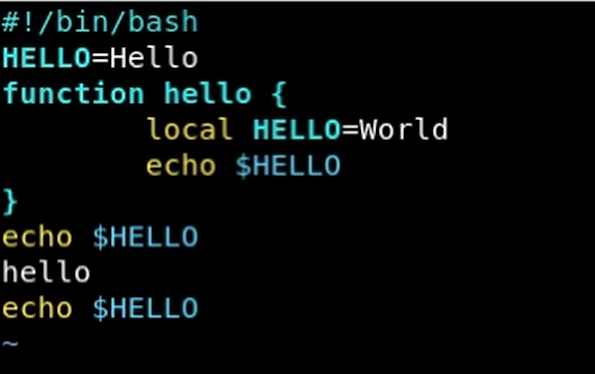 #!/bin/bash
HELLO=Hello
function hello {
        local HELLO=World
        echo $HELLO
}
echo $HELLO
hello
echo $HELLO
~